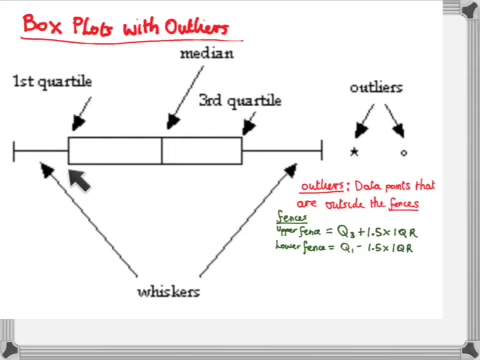 Box Plots with Outliers
median
1st quartile
3rd quartile
outliers
outliers: Data points that
are outside the fences
fences
Upper fence = Q3 + 1.5 x IQR
Lower fence = Q1 - 1.5 x IQR
whiskers